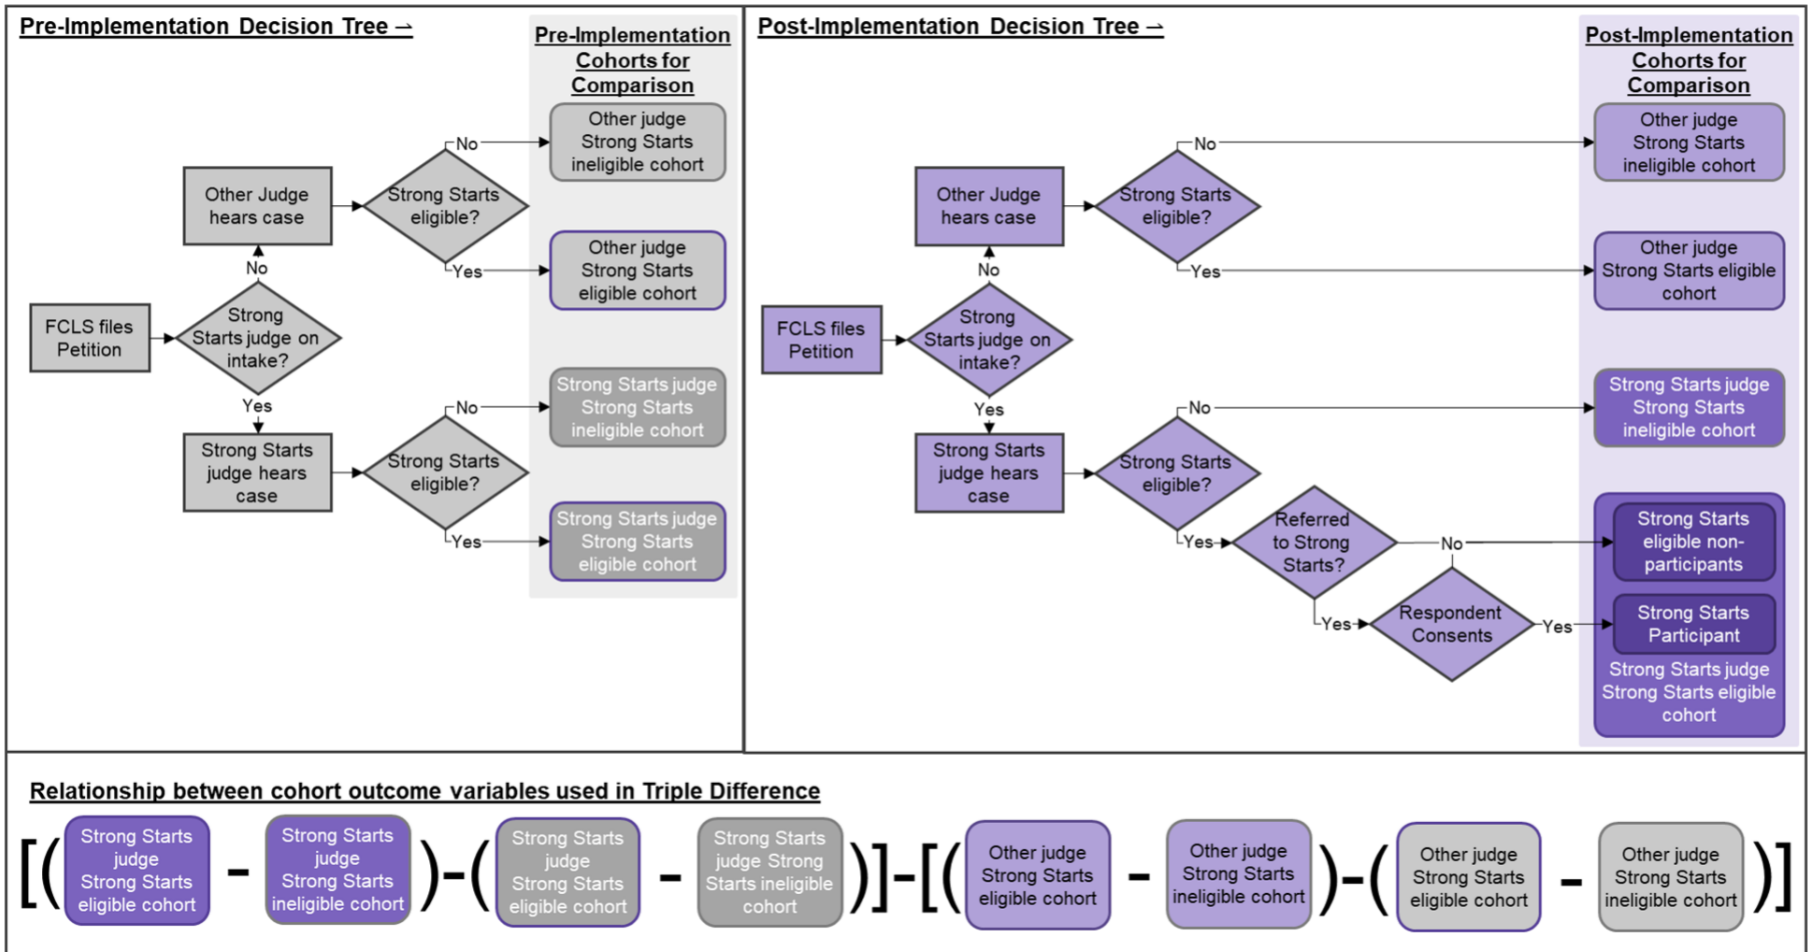 Pre-Implementation Decision Tree →
Pre-Implementation
Cohorts for
Comparison
Other judge
Strong Starts
ineligible cohort
No
Other Judge
hears case
Strong Starts
eligible?
Other judge
Strong Starts
eligible cohort
Yes
No
FCLS files
Petition
Strong
Starts judge on
intake?
Strong Starts judge
Strong Starts
ineligible cohort
Yes
No
Strong Starts
judge hears
case
Strong Starts
eligible?
Strong Starts judge
Strong Starts
eligible cohort
Yes
Post-Implementation Decision Tree →
Post-Implementation
Cohorts for
Comparison
Other judge
Strong Starts
ineligible cohort
No
Other Judge
hears case
Strong Starts
eligible?
Other judge
Strong Starts eligible
cohort
Yes
No
FCLS files
Petition
Strong
Starts judge on
intake?
Strong Starts judge
Strong Starts
ineligible cohort
Yes
No
Strong Starts
judge hears
case
Strong Starts
eligible?
Yes
Referred
to Strong
Starts?
No
Strong Starts
eligible non-
participants
Yes
Respondent
Consents
Yes
Strong Starts
Participant
Strong Starts judge
Strong Starts eligible
cohort
Relationship between cohort outcome variables used in Triple Difference
[(
Strong Starts
judge
Strong Starts
eligible cohort
-
Strong Starts
judge
Strong Starts
ineligible cohort
)-(
Strong Starts
judge
Strong Starts
eligible cohort
-
Strong Starts
judge Strong
Starts ineligible
cohort
)]-[(
Other judge
Strong Starts
eligible cohort
-
Other judge
Strong Starts
ineligible cohort
)-(
Other judge
Strong Starts
eligible cohort
-
Other judge
Strong Starts
ineligible cohort
)]